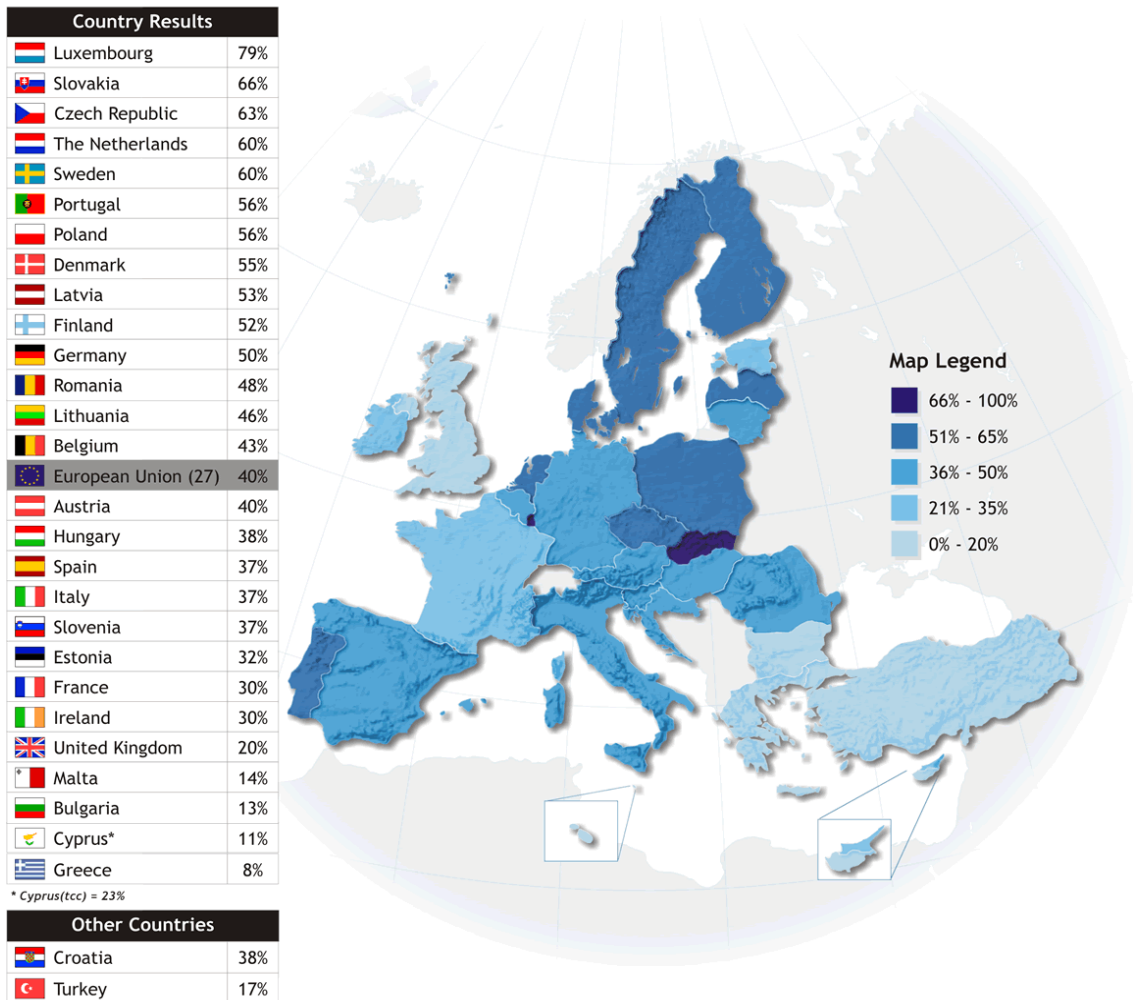 Country Results
Luxembourg 79%
Slovakia 66%
Czech Republic 63%
The Netherlands 60%
Sweden 60%
Portugal 56%
Poland 56%
Denmark 55%
Latvia 53%
Finland 52%
Germany 50%
Romania 48%
Lithuania 46%
Belgium 43%
European Union (27) 40%
Austria 40%
Hungary 38%
Spain 37%
Italy 37%
Slovenia 37%
Estonia 32%
France 30%
Ireland 30%
United Kingdom 20%
Malta 14%
Bulgaria 13%
Cyprus* 11%
Greece 8%
* Cyprus(tcc) = 23%
Other Countries
Croatia 38%
Turkey 17%
Map Legend
66% - 100%
51% - 65%
36% - 50%
21% - 35%
0% - 20%